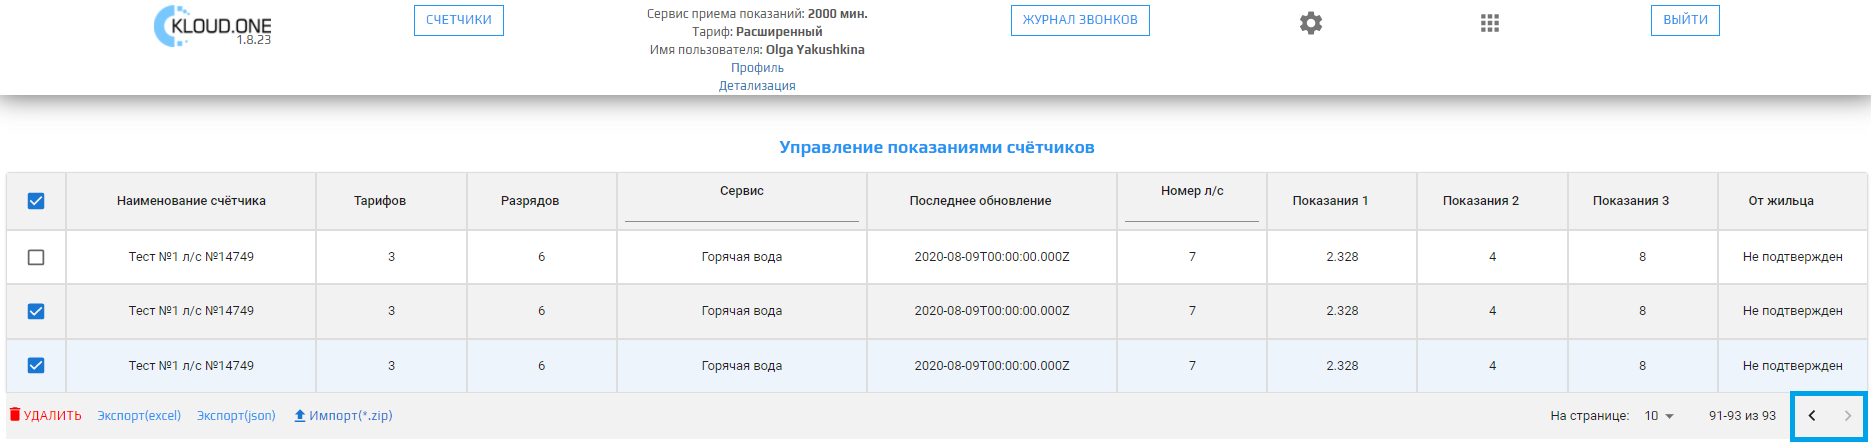 KLOUD.ONE
1.8.23
СЧЕТЧИКИ
Сервис приема показаний: 2000 мин.
Тариф: Расширенный
Имя пользователя: Olga Yakushkina
Профиль
Детализация
ЖУРНАЛ ЗВОНКОВ
ВЫЙТИ
Управление показаниями счётчиков
Наименование счётчика Тарифов Разрядов Сервис Последнее обновление Номер л/с Показания 1 Показания 2 Показания 3 От жильца
Тест №1 л/с №14749 3 6 Горячая вода 2020-08-09T00:00:00.000Z 7 2.328 4 8 Не подтвержден
Тест №1 л/с №14749 3 6 Горячая вода 2020-08-09T00:00:00.000Z 7 2.328 4 8 Не подтвержден
Тест №1 л/с №14749 3 6 Горячая вода 2020-08-09T00:00:00.000Z 7 2.328 4 8 Не подтвержден
УДАЛИТЬ Экспорт(excel) Экспорт(json) Импорт(*.zip) На странице: 10 91-93 из 93